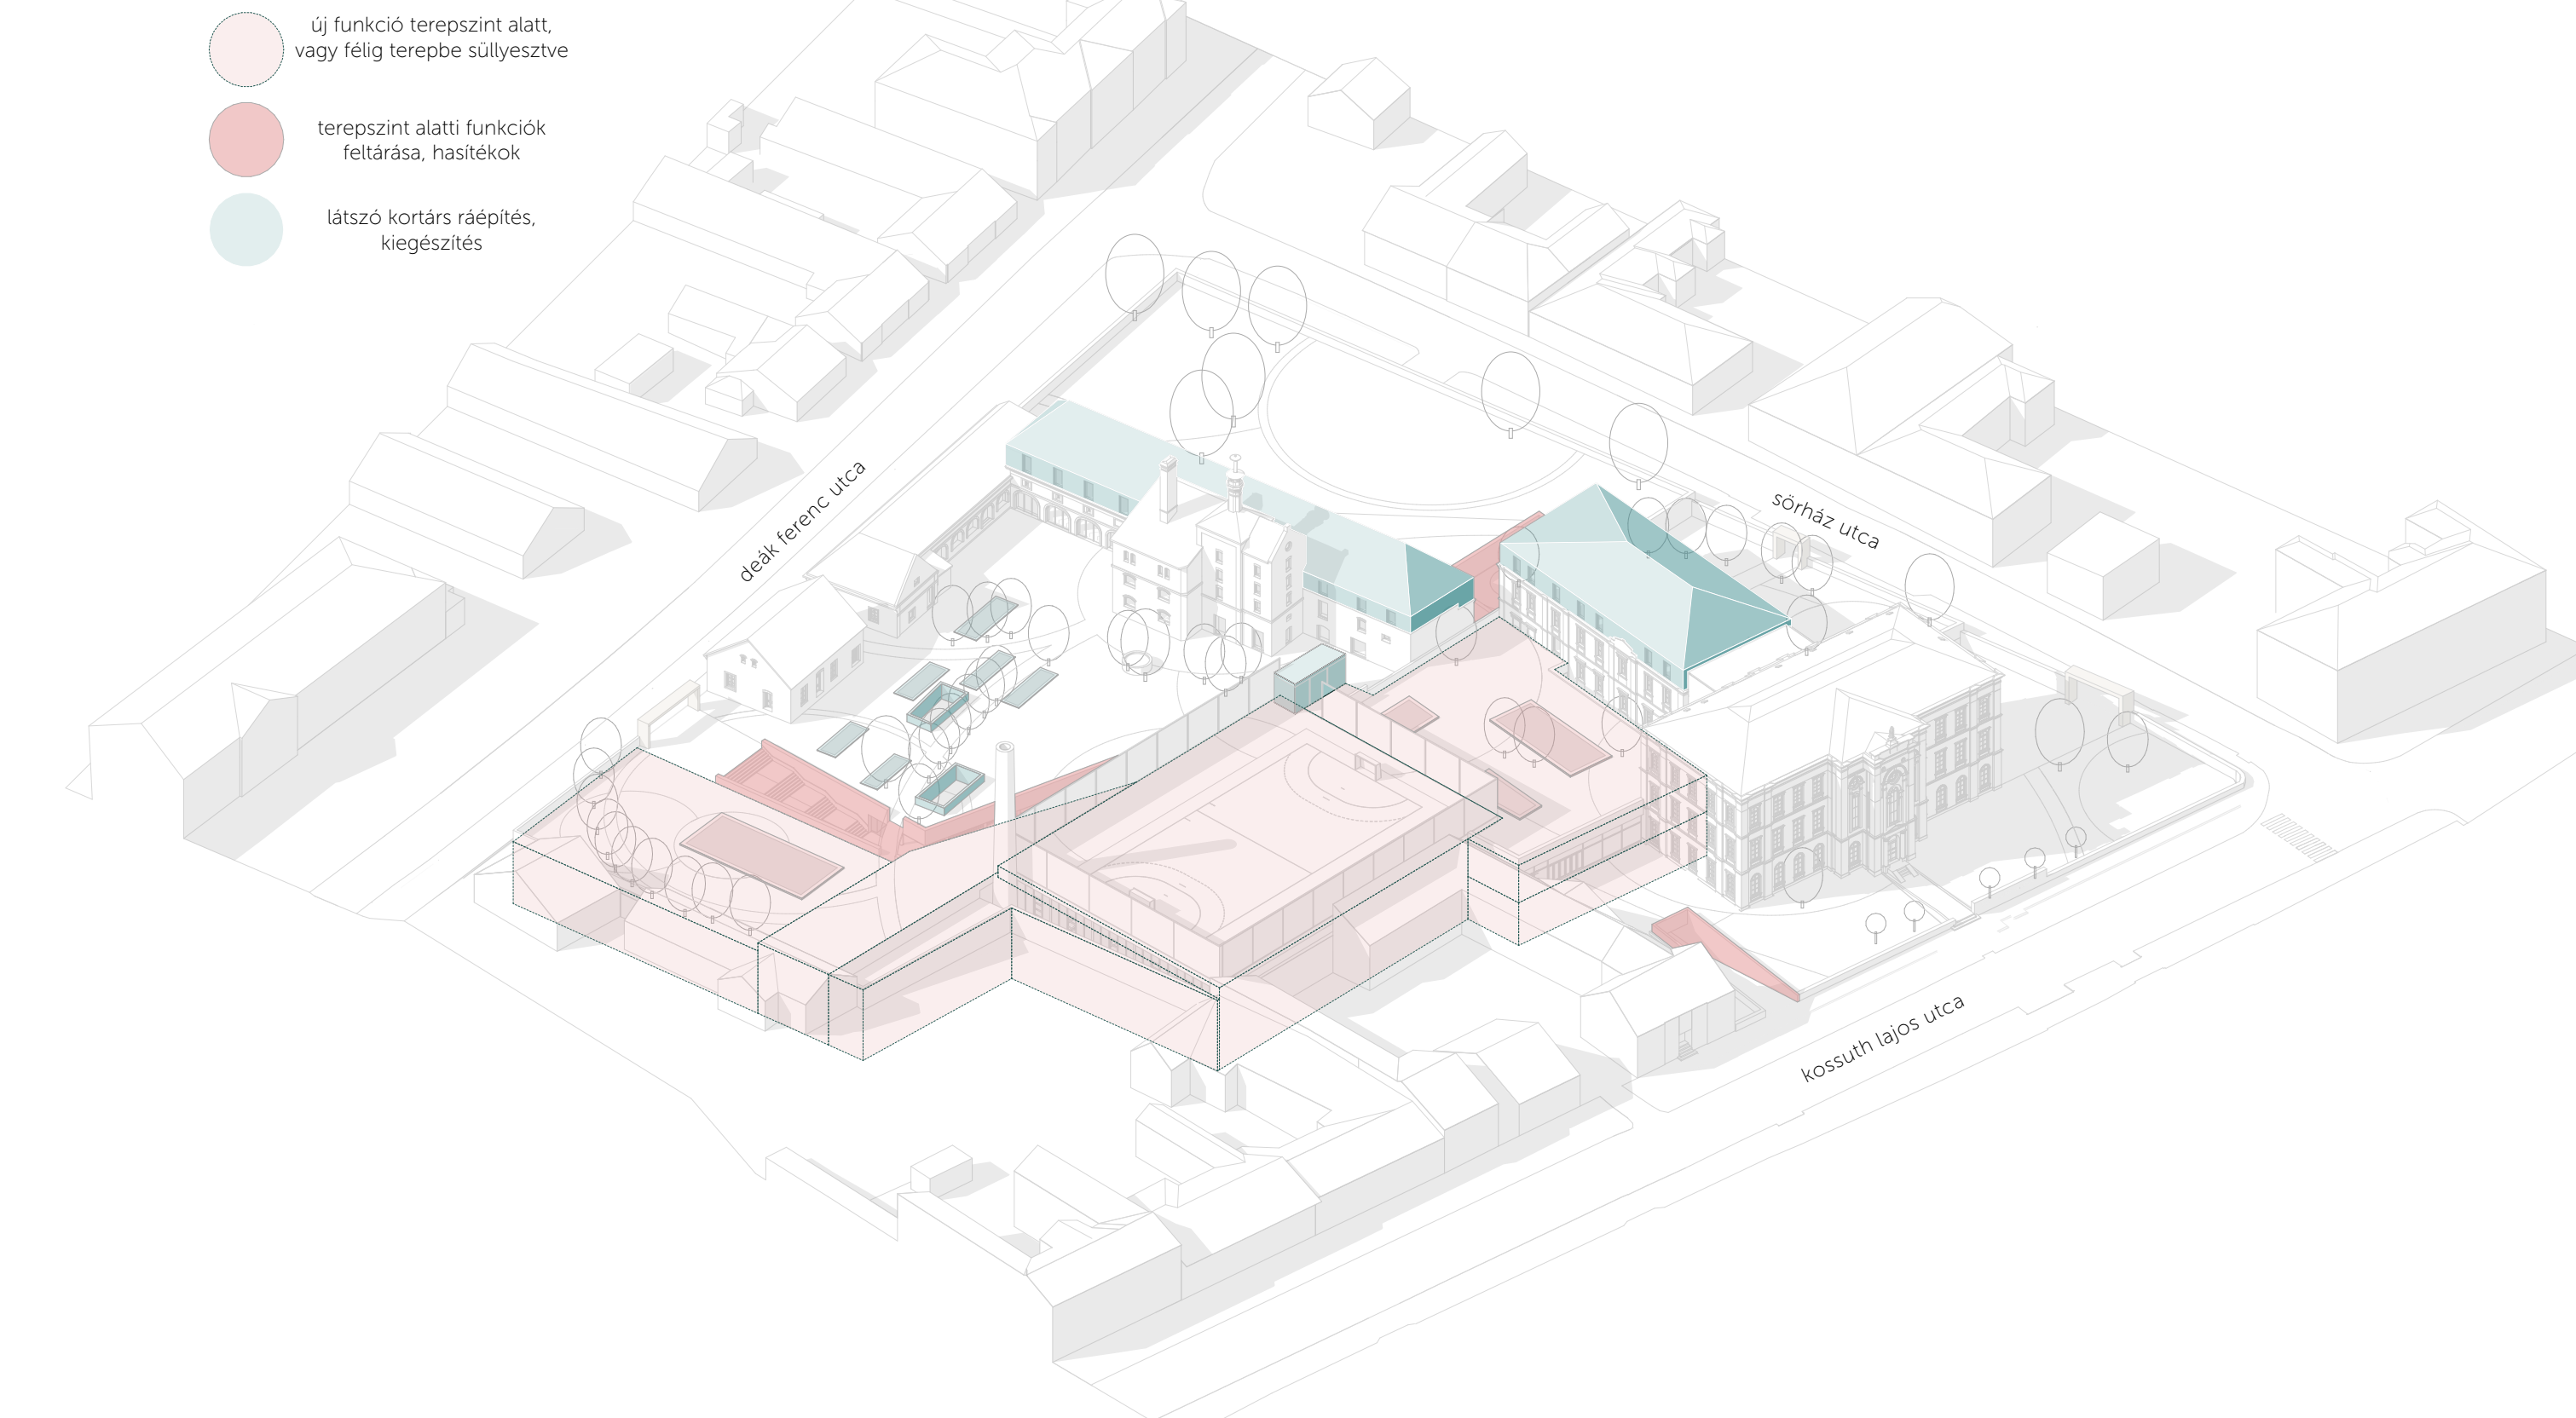 új funkció terepszint alatt,
vagy félig terepbe süllyesztve
terepszint alatti funkciók
feltárása, hasítékok
látszó kortárs ráépítés,
kiegészítés
deák ferenc utca
sörház utca
kossuth lajos utca